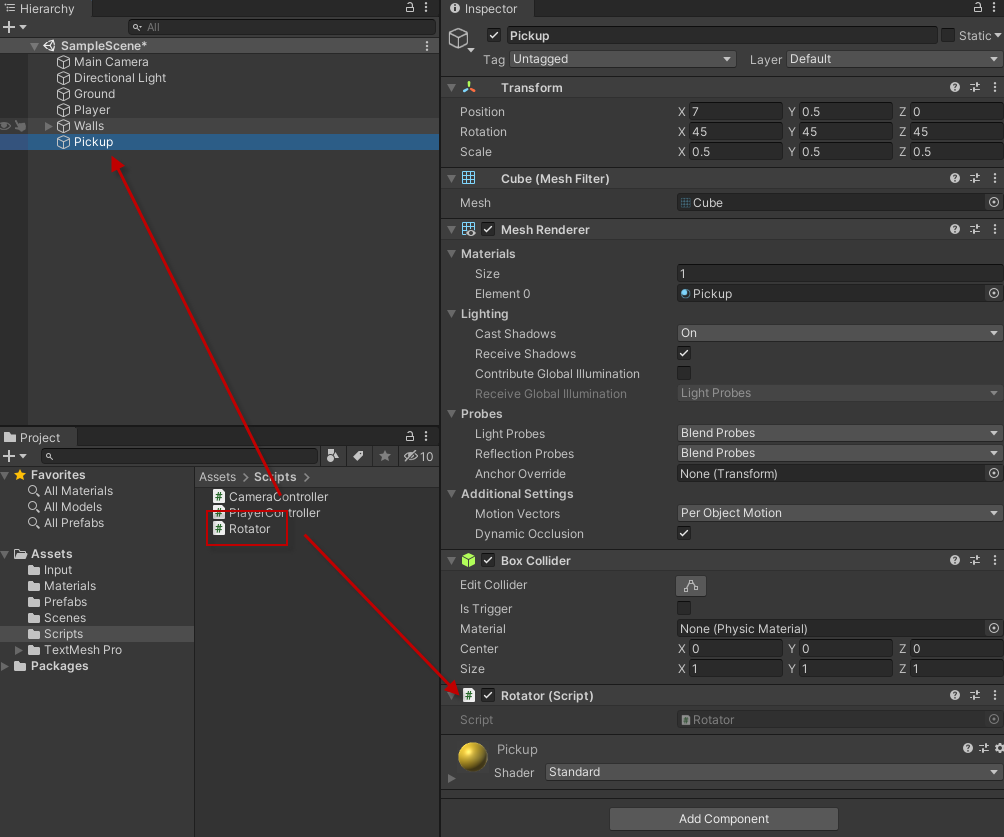 Hierarchy
All
SampleScene*
Main Camera
Directional Light
Ground
Player
Walls
Pickup
Project
10
Favorites
All Materials
All Models
All Prefabs
Assets
Input
Materials
Prefabs
Scenes
Scripts
TextMesh Pro
Packages
Assets > Scripts >
CameraController
PlayerController
Rotator
Inspector
Pickup Static
Tag Untagged Layer Default
Transform
Position X 7 Y 0.5 Z 0
Rotation X 45 Y 45 Z 45
Scale X 0.5 Y 0.5 Z 0.5
Cube (Mesh Filter)
Mesh Cube
Mesh Renderer
Materials
Size 1
Element 0 Pickup
Lighting
Cast Shadows On
Receive Shadows
Contribute Global Illumination
Receive Global Illumination Light Probes
Probes
Light Probes Blend Probes
Reflection Probes Blend Probes
Anchor Override None (Transform)
Additional Settings
Motion Vectors Per Object Motion
Dynamic Occlusion
Box Collider
Edit Collider
Is Trigger
Material None (Physic Material)
Center X 0 Y 0 Z 0
Size X 1 Y 1 Z 1
# Rotator (Script)
Script Rotator
Pickup
Shader Standard
Add Component